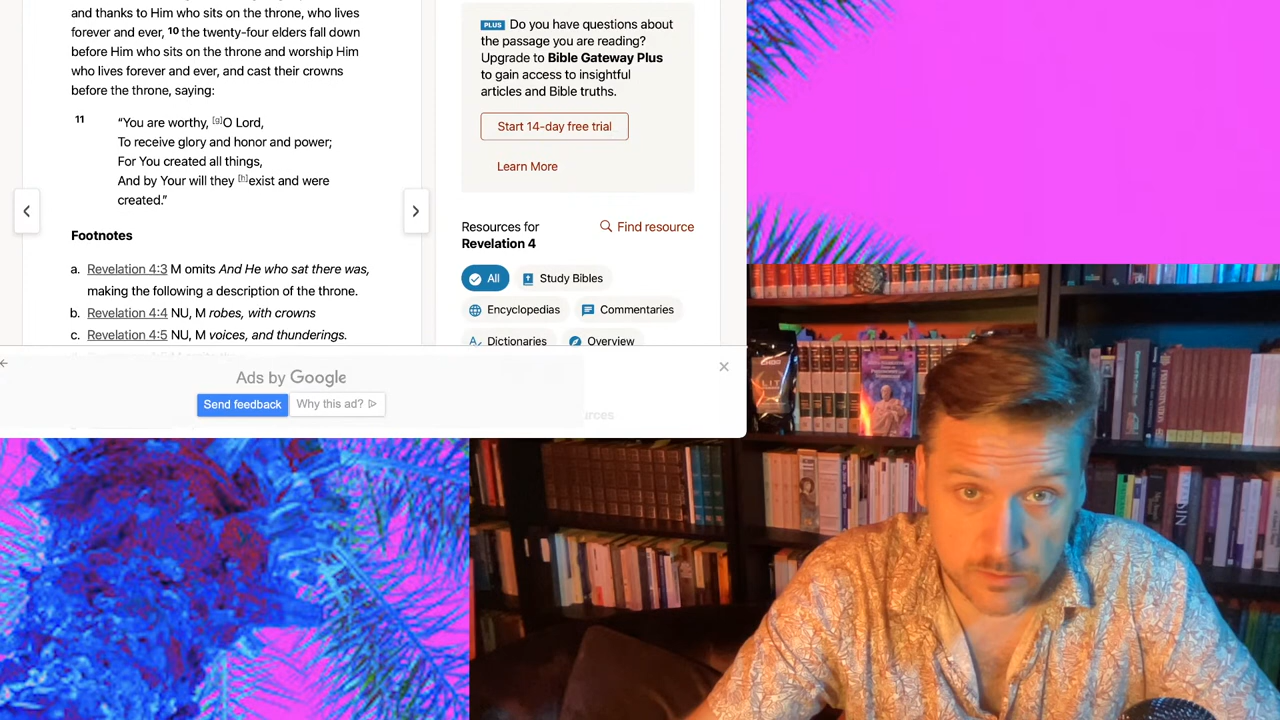 and thanks to Him who sits on the throne, who lives
forever and ever, 10 the twenty-four elders fall down
before Him who sits on the throne and worship Him
who lives forever and ever, and cast their crowns
before the throne, saying:
11 “You are worthy, [g]O Lord,
To receive glory and honor and power;
For You created all things,
And by Your will they [h]exist and were
created.”
Footnotes
a. Revelation 4:3 M omits And He who sat there was,
making the following a description of the throne.
b. Revelation 4:4 NU, M robes, with crowns
c. Revelation 4:5 NU, M voices, and thunderings.
PLUS Do you have questions about
the passage you are reading?
Upgrade to Bible Gateway Plus
to gain access to insightful
articles and Bible truths.
Start 14-day free trial
Learn More
Resources for
Revelation 4
Find resource
All
Study Bibles
Encyclopedias
Commentaries
Dictionaries
Overview
Ads by Google
Send feedback
Why this ad?